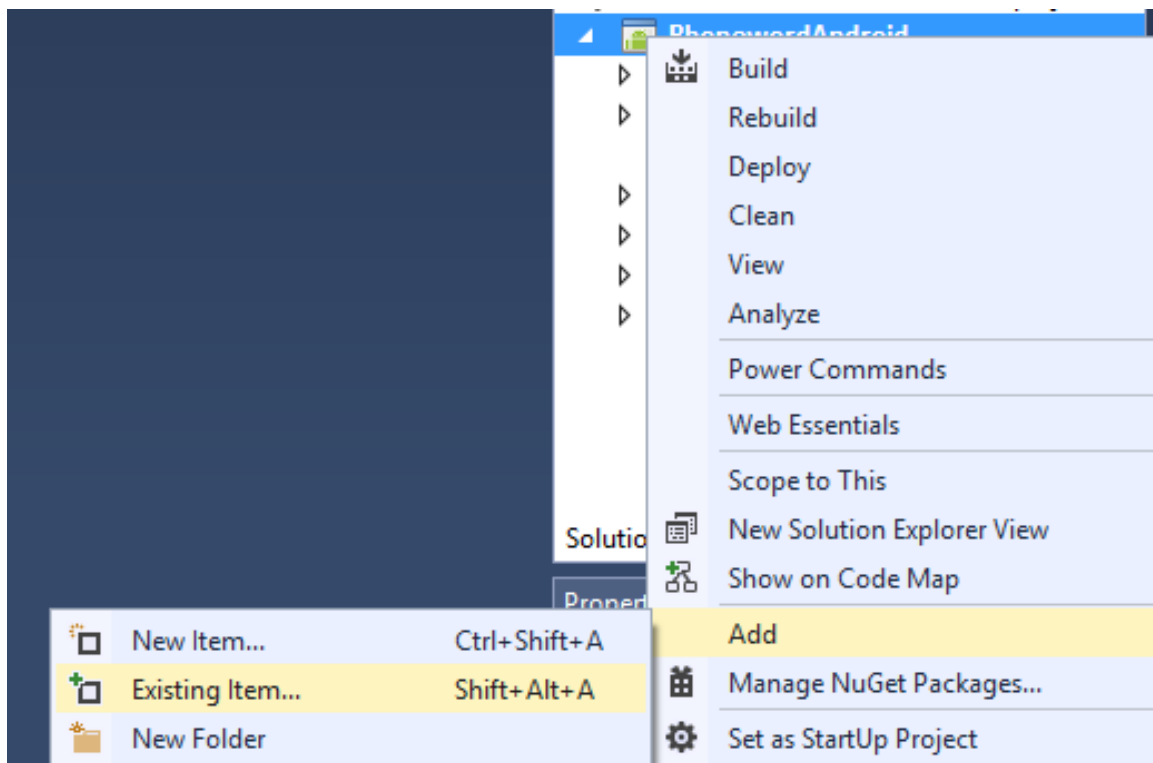 PhonewordAndroid
Build
Rebuild
Deploy
Clean
View
Analyze
Power Commands
Web Essentials
Scope to This
Solutio
New Solution Explorer View
Show on Code Map
Propert
Add
New Item... Ctrl+Shift+A
Existing Item... Shift+Alt+A
Manage NuGet Packages...
New Folder
Set as StartUp Project